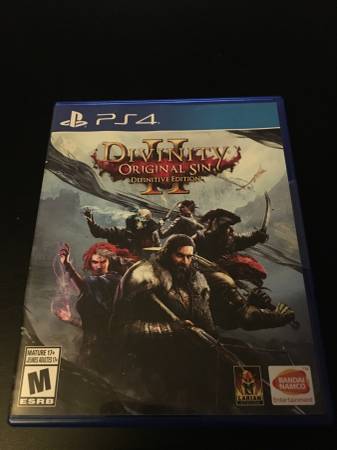 PS4
DIVINITY
II
ORIGINAL SIN
DEFINITIVE EDITION
MATURE 17+
M
ESRB
LARIAN
BANDAI
NAMCO
Entertainment